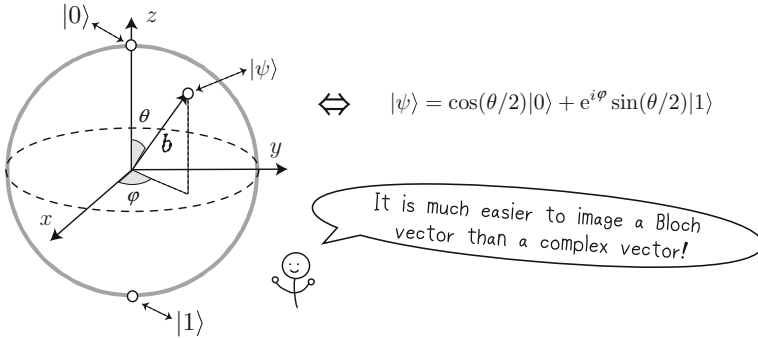 |0⟩
z
|ψ⟩
θ
b
y
φ
x
|1⟩
⇔ |ψ⟩ = cos(θ/2)|0⟩ + e^{iφ} sin(θ/2)|1⟩
It is much easier to image a Bloch
vector than a complex vector!